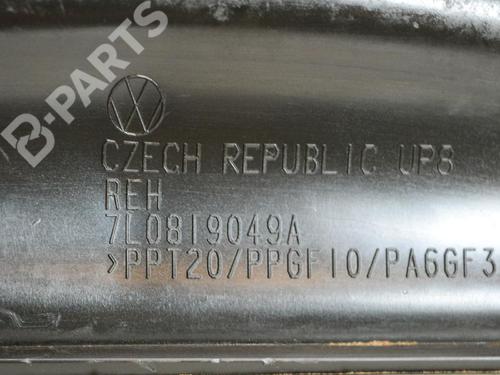 B-PARTS
CZECH REPUBLIC UP8
REH
7L0819049A
>PPT20/PPGF10/PA6GF3